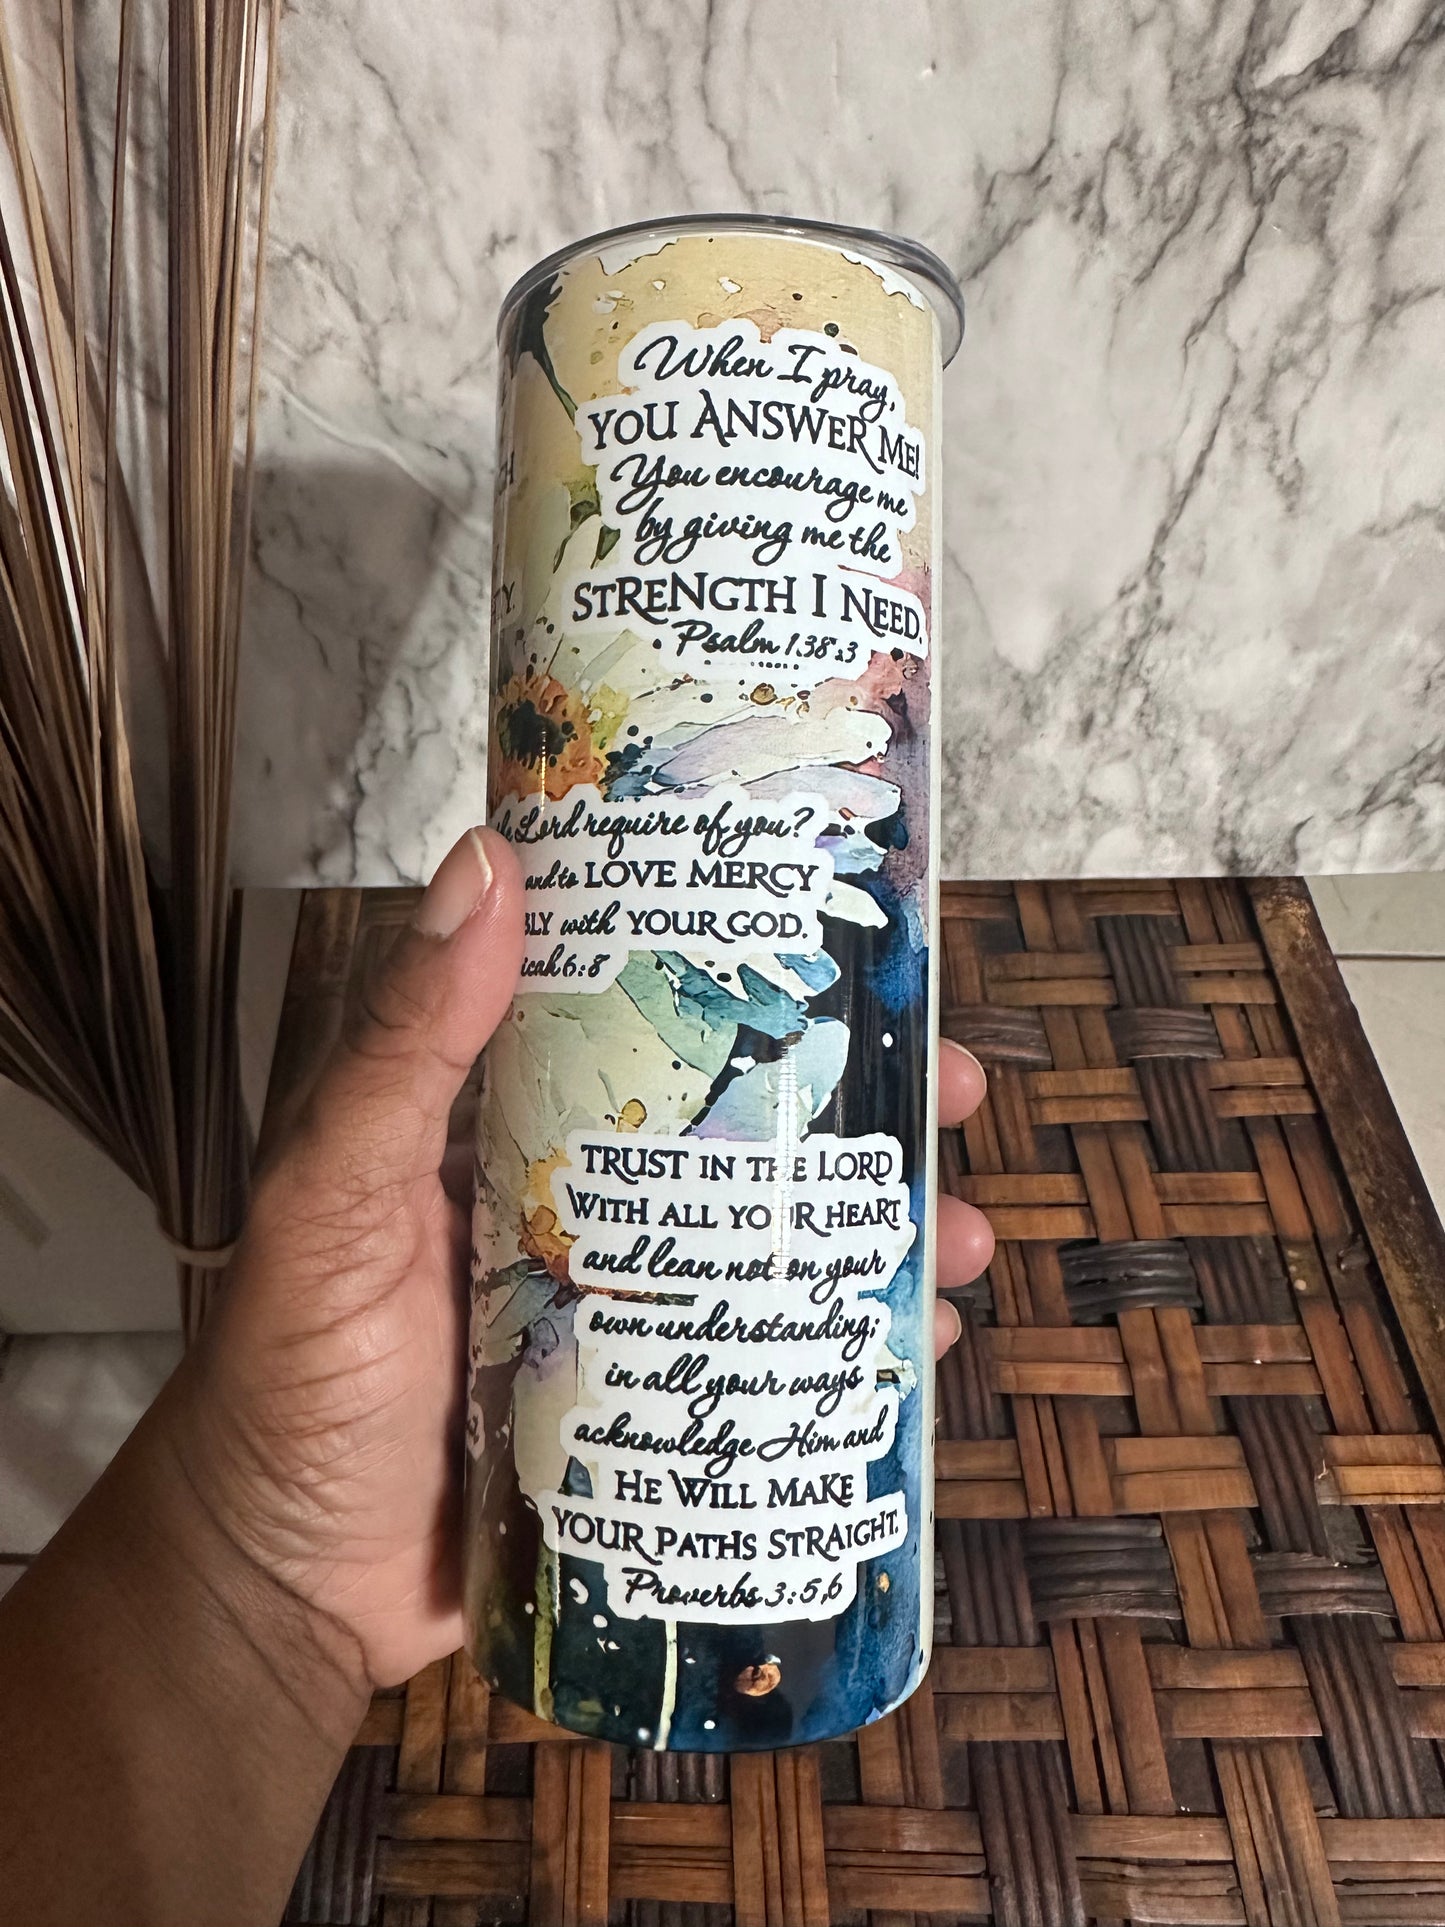 When I pray,
YOU ANSWER ME!
You encourage me
by giving me the
STRENGTH I NEED.
Psalm 138:3
the Lord require of you?
and to LOVE MERCY
with YOUR GOD.
6:8
TRUST IN THE LORD
WITH ALL YOUR HEART
and lean not on your
own understanding;
in all your ways
acknowledge Him and
HE WILL MAKE
YOUR PATHS STRAIGHT.
Proverbs 3:5,6